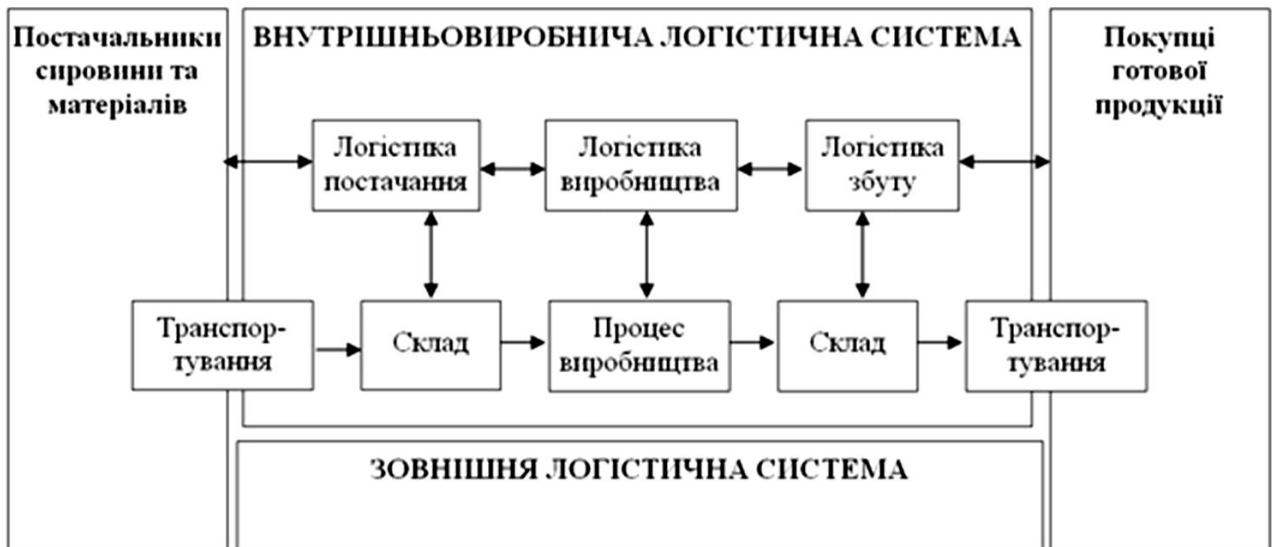 Постачальники
сировини та
матеріалів
ВНУТРІШНЬОВИРОБНИЧА ЛОГІСТИЧНА СИСТЕМА
Покупці
готової
продукції
Логістика
постачання
Логістика
виробництва
Логістика
збуту
Транспор-
тування
Склад
Процес
виробництва
Склад
Транспор-
тування
ЗОВНІШНЯ ЛОГІСТИЧНА СИСТЕМА